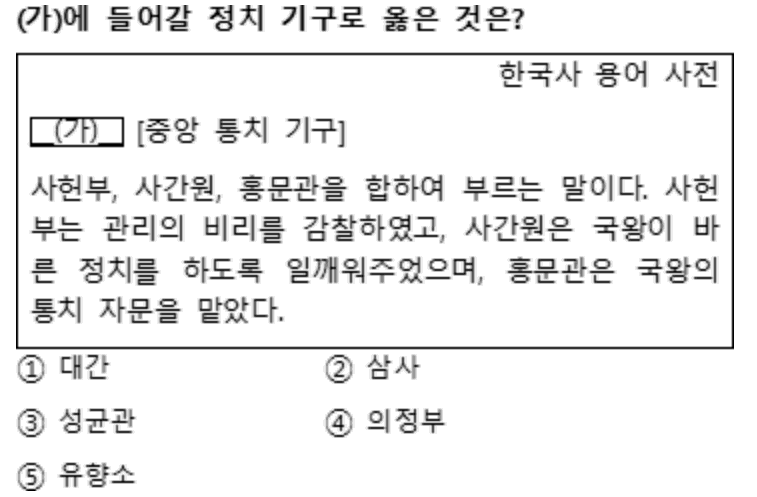 (가)에 들어갈 정치 기구로 옳은 것은?
한국사 용어 사전
(가) [중앙 통치 기구]
사헌부, 사간원, 홍문관을 합하여 부르는 말이다. 사헌
부는 관리의 비리를 감찰하였고, 사간원은 국왕이 바
른 정치를 하도록 일깨워주었으며, 홍문관은 국왕의
통치 자문을 맡았다.
① 대간 ② 삼사
③ 성균관 ④ 의정부
⑤ 유향소